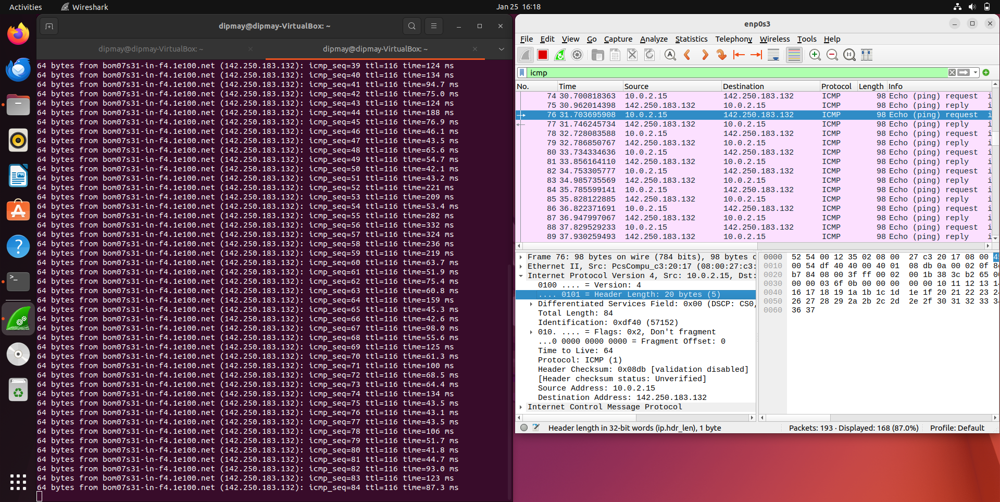 Activities
Wireshark
Jan 25 16:18
dipmay@dipmay-VirtualBox: ~
dipmay@dipmay-VirtualBox: ~
dipmay@dipmay-VirtualBox: ~
64 bytes from bom07s31-in-f4.1e100.net (142.250.183.132): icmp_seq=39 ttl=116 time=124 ms
64 bytes from bom07s31-in-f4.1e100.net (142.250.183.132): icmp_seq=40 ttl=116 time=134 ms
64 bytes from bom07s31-in-f4.1e100.net (142.250.183.132): icmp_seq=41 ttl=116 time=94.7 ms
64 bytes from bom07s31-in-f4.1e100.net (142.250.183.132): icmp_seq=42 ttl=116 time=75.0 ms
64 bytes from bom07s31-in-f4.1e100.net (142.250.183.132): icmp_seq=43 ttl=116 time=124 ms
64 bytes from bom07s31-in-f4.1e100.net (142.250.183.132): icmp_seq=44 ttl=116 time=188 ms
64 bytes from bom07s31-in-f4.1e100.net (142.250.183.132): icmp_seq=45 ttl=116 time=76.9 ms
64 bytes from bom07s31-in-f4.1e100.net (142.250.183.132): icmp_seq=46 ttl=116 time=46.1 ms
64 bytes from bom07s31-in-f4.1e100.net (142.250.183.132): icmp_seq=47 ttl=116 time=43.5 ms
64 bytes from bom07s31-in-f4.1e100.net (142.250.183.132): icmp_seq=48 ttl=116 time=65.6 ms
64 bytes from bom07s31-in-f4.1e100.net (142.250.183.132): icmp_seq=49 ttl=116 time=54.7 ms
64 bytes from bom07s31-in-f4.1e100.net (142.250.183.132): icmp_seq=50 ttl=116 time=42.1 ms
64 bytes from bom07s31-in-f4.1e100.net (142.250.183.132): icmp_seq=51 ttl=116 time=43.2 ms
64 bytes from bom07s31-in-f4.1e100.net (142.250.183.132): icmp_seq=52 ttl=116 time=221 ms
64 bytes from bom07s31-in-f4.1e100.net (142.250.183.132): icmp_seq=53 ttl=116 time=209 ms
64 bytes from bom07s31-in-f4.1e100.net (142.250.183.132): icmp_seq=54 ttl=116 time=53.4 ms
64 bytes from bom07s31-in-f4.1e100.net (142.250.183.132): icmp_seq=55 ttl=116 time=282 ms
64 bytes from bom07s31-in-f4.1e100.net (142.250.183.132): icmp_seq=56 ttl=116 time=332 ms
64 bytes from bom07s31-in-f4.1e100.net (142.250.183.132): icmp_seq=57 ttl=116 time=324 ms
64 bytes from bom07s31-in-f4.1e100.net (142.250.183.132): icmp_seq=58 ttl=116 time=236 ms
64 bytes from bom07s31-in-f4.1e100.net (142.250.183.132): icmp_seq=59 ttl=116 time=219 ms
64 bytes from bom07s31-in-f4.1e100.net (142.250.183.132): icmp_seq=60 ttl=116 time=63.7 ms
64 bytes from bom07s31-in-f4.1e100.net (142.250.183.132): icmp_seq=61 ttl=116 time=51.9 ms
64 bytes from bom07s31-in-f4.1e100.net (142.250.183.132): icmp_seq=62 ttl=116 time=75.4 ms
64 bytes from bom07s31-in-f4.1e100.net (142.250.183.132): icmp_seq=63 ttl=116 time=60.8 ms
64 bytes from bom07s31-in-f4.1e100.net (142.250.183.132): icmp_seq=64 ttl=116 time=159 ms
64 bytes from bom07s31-in-f4.1e100.net (142.250.183.132): icmp_seq=65 ttl=116 time=45.3 ms
64 bytes from bom07s31-in-f4.1e100.net (142.250.183.132): icmp_seq=66 ttl=116 time=42.6 ms
64 bytes from bom07s31-in-f4.1e100.net (142.250.183.132): icmp_seq=67 ttl=116 time=98.0 ms
64 bytes from bom07s31-in-f4.1e100.net (142.250.183.132): icmp_seq=68 ttl=116 time=55.6 ms
64 bytes from bom07s31-in-f4.1e100.net (142.250.183.132): icmp_seq=69 ttl=116 time=125 ms
64 bytes from bom07s31-in-f4.1e100.net (142.250.183.132): icmp_seq=70 ttl=116 time=61.3 ms
64 bytes from bom07s31-in-f4.1e100.net (142.250.183.132): icmp_seq=71 ttl=116 time=100 ms
64 bytes from bom07s31-in-f4.1e100.net (142.250.183.132): icmp_seq=72 ttl=116 time=68.5 ms
64 bytes from bom07s31-in-f4.1e100.net (142.250.183.132): icmp_seq=73 ttl=116 time=64.4 ms
64 bytes from bom07s31-in-f4.1e100.net (142.250.183.132): icmp_seq=74 ttl=116 time=134 ms
64 bytes from bom07s31-in-f4.1e100.net (142.250.183.132): icmp_seq=75 ttl=116 time=43.5 ms
64 bytes from bom07s31-in-f4.1e100.net (142.250.183.132): icmp_seq=76 ttl=116 time=43.1 ms
64 bytes from bom07s31-in-f4.1e100.net (142.250.183.132): icmp_seq=77 ttl=116 time=43.5 ms
64 bytes from bom07s31-in-f4.1e100.net (142.250.183.132): icmp_seq=78 ttl=116 time=106 ms
64 bytes from bom07s31-in-f4.1e100.net (142.250.183.132): icmp_seq=79 ttl=116 time=51.7 ms
64 bytes from bom07s31-in-f4.1e100.net (142.250.183.132): icmp_seq=80 ttl=116 time=41.8 ms
64 bytes from bom07s31-in-f4.1e100.net (142.250.183.132): icmp_seq=81 ttl=116 time=44.7 ms
64 bytes from bom07s31-in-f4.1e100.net (142.250.183.132): icmp_seq=82 ttl=116 time=93.0 ms
64 bytes from bom07s31-in-f4.1e100.net (142.250.183.132): icmp_seq=83 ttl=116 time=123 ms
64 bytes from bom07s31-in-f4.1e100.net (142.250.183.132): icmp_seq=84 ttl=116 time=87.3 ms
enp0s3
File Edit View Go Capture Analyze Statistics Telephony Wireless Tools Help
icmp
No. Time Source Destination Protocol Length Info
74 30.700818363 10.0.2.15 142.250.183.132 ICMP 98 Echo (ping) request i
75 30.962014398 142.250.183.132 10.0.2.15 ICMP 98 Echo (ping) reply i
76 31.703695908 10.0.2.15 142.250.183.132 ICMP 98 Echo (ping) request i
77 31.746245734 142.250.183.132 10.0.2.15 ICMP 98 Echo (ping) reply i
78 32.728083588 10.0.2.15 142.250.183.132 ICMP 98 Echo (ping) request i
79 32.786850767 142.250.183.132 10.0.2.15 ICMP 98 Echo (ping) reply i
80 33.734334636 10.0.2.15 142.250.183.132 ICMP 98 Echo (ping) request i
81 33.856164110 142.250.183.132 10.0.2.15 ICMP 98 Echo (ping) reply i
82 34.753305777 10.0.2.15 142.250.183.132 ICMP 98 Echo (ping) request i
83 34.985735569 142.250.183.132 10.0.2.15 ICMP 98 Echo (ping) reply i
84 35.785599141 10.0.2.15 142.250.183.132 ICMP 98 Echo (ping) request i
85 35.828122885 142.250.183.132 10.0.2.15 ICMP 98 Echo (ping) reply i
86 36.822371691 10.0.2.15 142.250.183.132 ICMP 98 Echo (ping) request i
87 36.947997067 142.250.183.132 10.0.2.15 ICMP 98 Echo (ping) reply i
88 37.829529233 10.0.2.15 142.250.183.132 ICMP 98 Echo (ping) request i
89 37.930259493 142.250.183.132 10.0.2.15 ICMP 98 Echo (ping) reply i
Frame 76: 98 bytes on wire (784 bits), 98 bytes
Ethernet II, Src: PcsCompu_c3:20:17 (08:00:27:c3:
Internet Protocol Version 4, Src: 10.0.2.15, Dst:
0100 .... = Version: 4
.... 0101 = Header Length: 20 bytes (5)
Differentiated Services Field: 0x00 (DSCP: CS0,
Total Length: 84
Identification: 0xdf40 (57152)
010. .... = Flags: 0x2, Don't fragment
...0 0000 0000 0000 = Fragment Offset: 0
Time to Live: 64
Protocol: ICMP (1)
Header Checksum: 0x08db [validation disabled]
[Header checksum status: Unverified]
Source Address: 10.0.2.15
Destination Address: 142.250.183.132
Internet Control Message Protocol
0000 52 54 00 12 35 02 08 00 27 c3 20 17 08 00
0010 00 54 df 40 40 00 40 01 08 db 0a 00 02 0f
0020 b7 84 08 00 3f ff 00 02 00 1b 38 3c b2 65
0030 00 00 03 6f 0b 00 00 00 00 00 10 11 12 13
0040 16 17 18 19 1a 1b 1c 1d 1e 1f 20 21 22 23
0050 26 27 28 29 2a 2b 2c 2d 2e 2f 30 31 32 33
0060 36 37
Header length in 32-bit words (ip.hdr_len), 1 byte
Packets: 193 · Displayed: 168 (87.0%)
Profile: Default